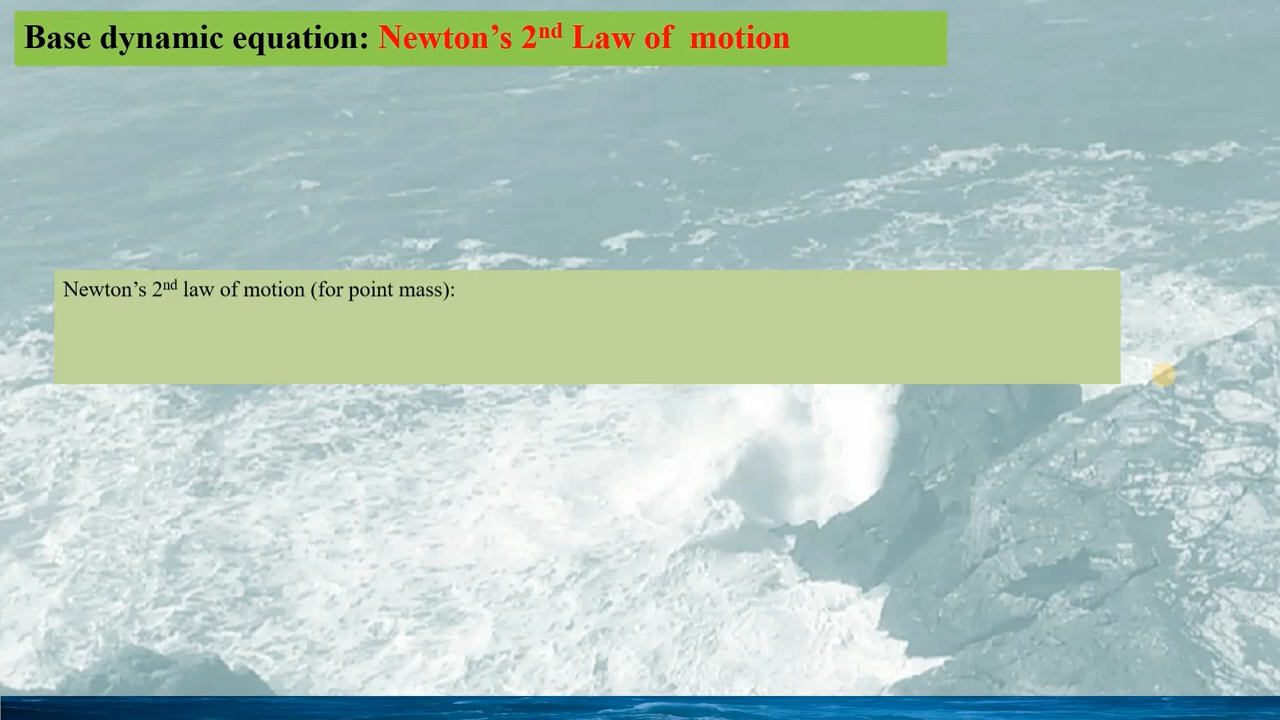 Base dynamic equation: Newton’s 2nd Law of motion
Newton’s 2nd law of motion (for point mass):